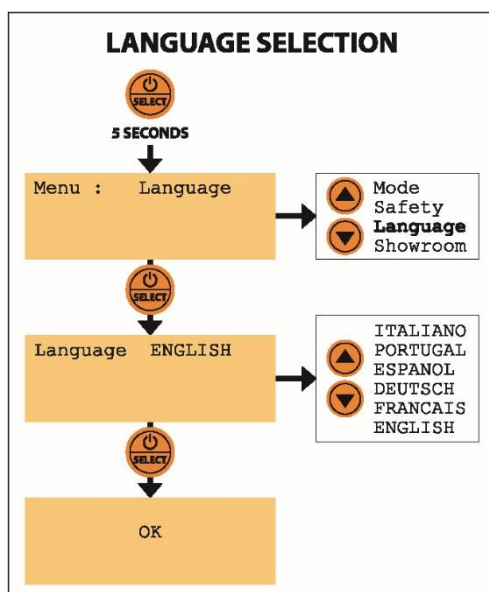 LANGUAGE SELECTION
SELECT
5 SECONDS
Menu : Language
Mode
Safety
Language
Showroom
SELECT
Language ENGLISH
ITALIANO
PORTUGAL
ESPANOL
DEUTSCH
FRANCAIS
ENGLISH
SELECT
OK